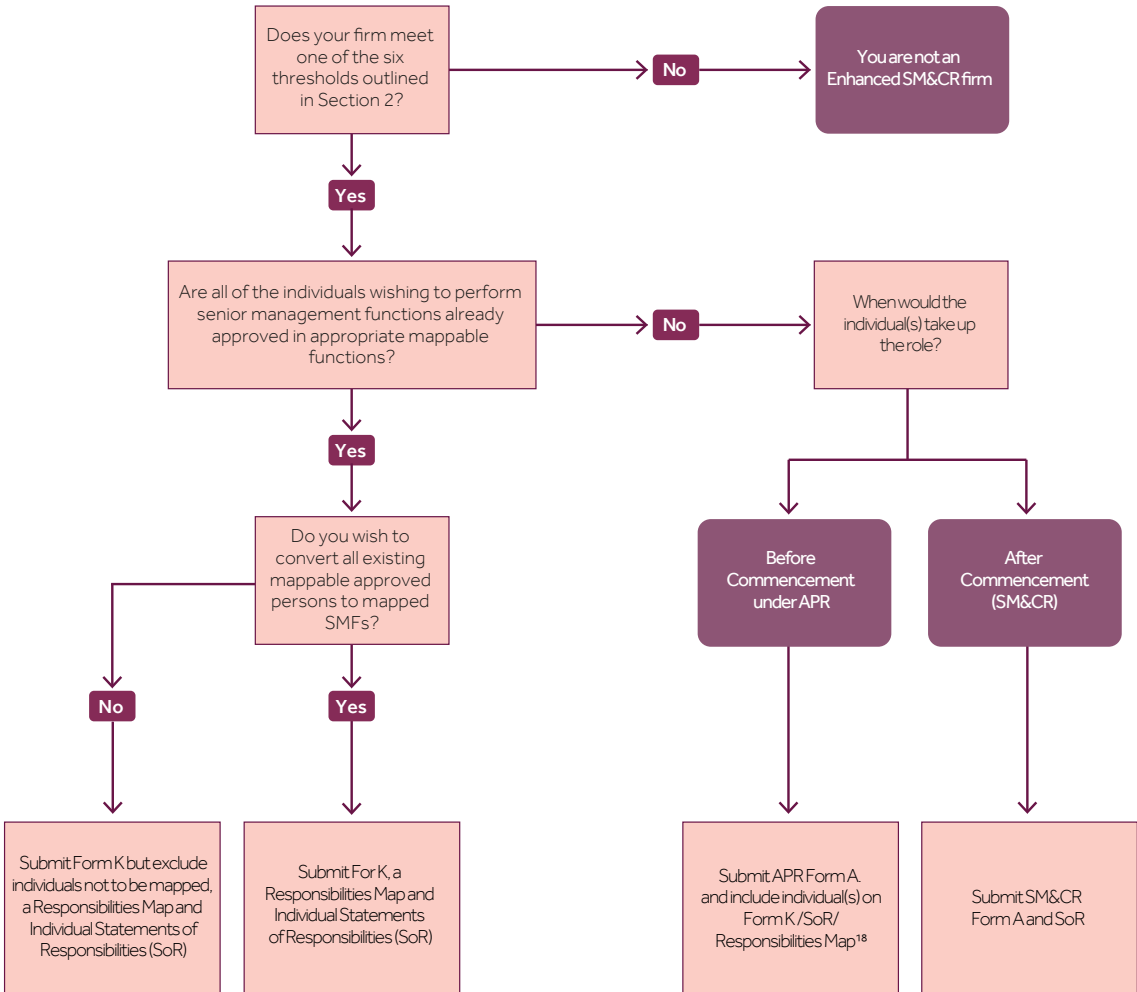 Does your firm meet
one of the six
thresholds outlined
in Section 2?
No
You are not an
Enhanced SM&CR firm
Yes
Are all of the individuals wishing to perform
senior management functions already
approved in appropriate mappable
functions?
No
When would the
individual(s) take up
the role?
Yes
Do you wish to
convert all existing
mappable approved
persons to mapped
SMFs?
Before
Commencement
under APR
After
Commencement
(SM&CR)
No
Yes
Submit Form K but exclude
individuals not to be mapped,
a Responsibilities Map and
Individual Statements of
Responsibilities (SoR)
Submit For K, a
Responsibilities Map and
Individual Statements
of Responsibilities (SoR)
Submit APR Form A.
and include individual(s) on
Form K /SoR/
Responsibilities Map¹⁸
Submit SM&CR
Form A and SoR